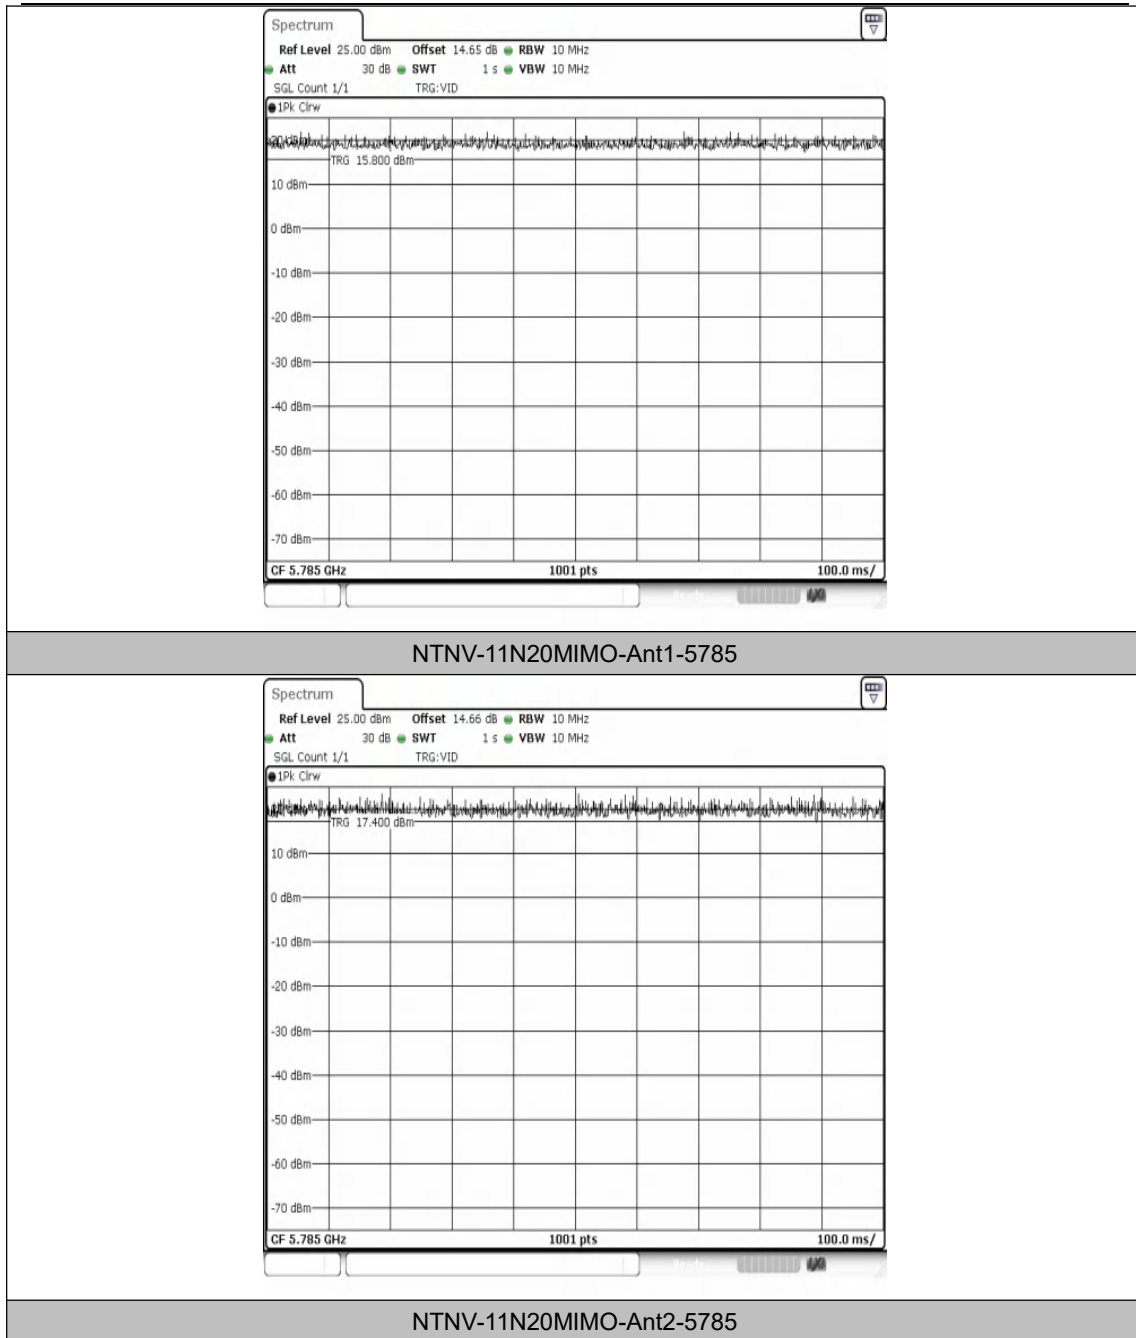 Spectrum
Ref Level 25.00 dBm Offset 14.65 dB RBW 10 MHz
Att 30 dB SWT 1 s VBW 10 MHz
SGL Count 1/1 TRG:VID
1Pk Clrw
TRG 15.800 dBm
10 dBm
0 dBm
-10 dBm
-20 dBm
-30 dBm
-40 dBm
-50 dBm
-60 dBm
-70 dBm
CF 5.785 GHz 1001 pts 100.0 ms/
NTNV-11N20MIMO-Ant1-5785
Spectrum
Ref Level 25.00 dBm Offset 14.66 dB RBW 10 MHz
Att 30 dB SWT 1 s VBW 10 MHz
SGL Count 1/1 TRG:VID
1Pk Clrw
TRG 17.400 dBm
10 dBm
0 dBm
-10 dBm
-20 dBm
-30 dBm
-40 dBm
-50 dBm
-60 dBm
-70 dBm
CF 5.785 GHz 1001 pts 100.0 ms/
NTNV-11N20MIMO-Ant2-5785